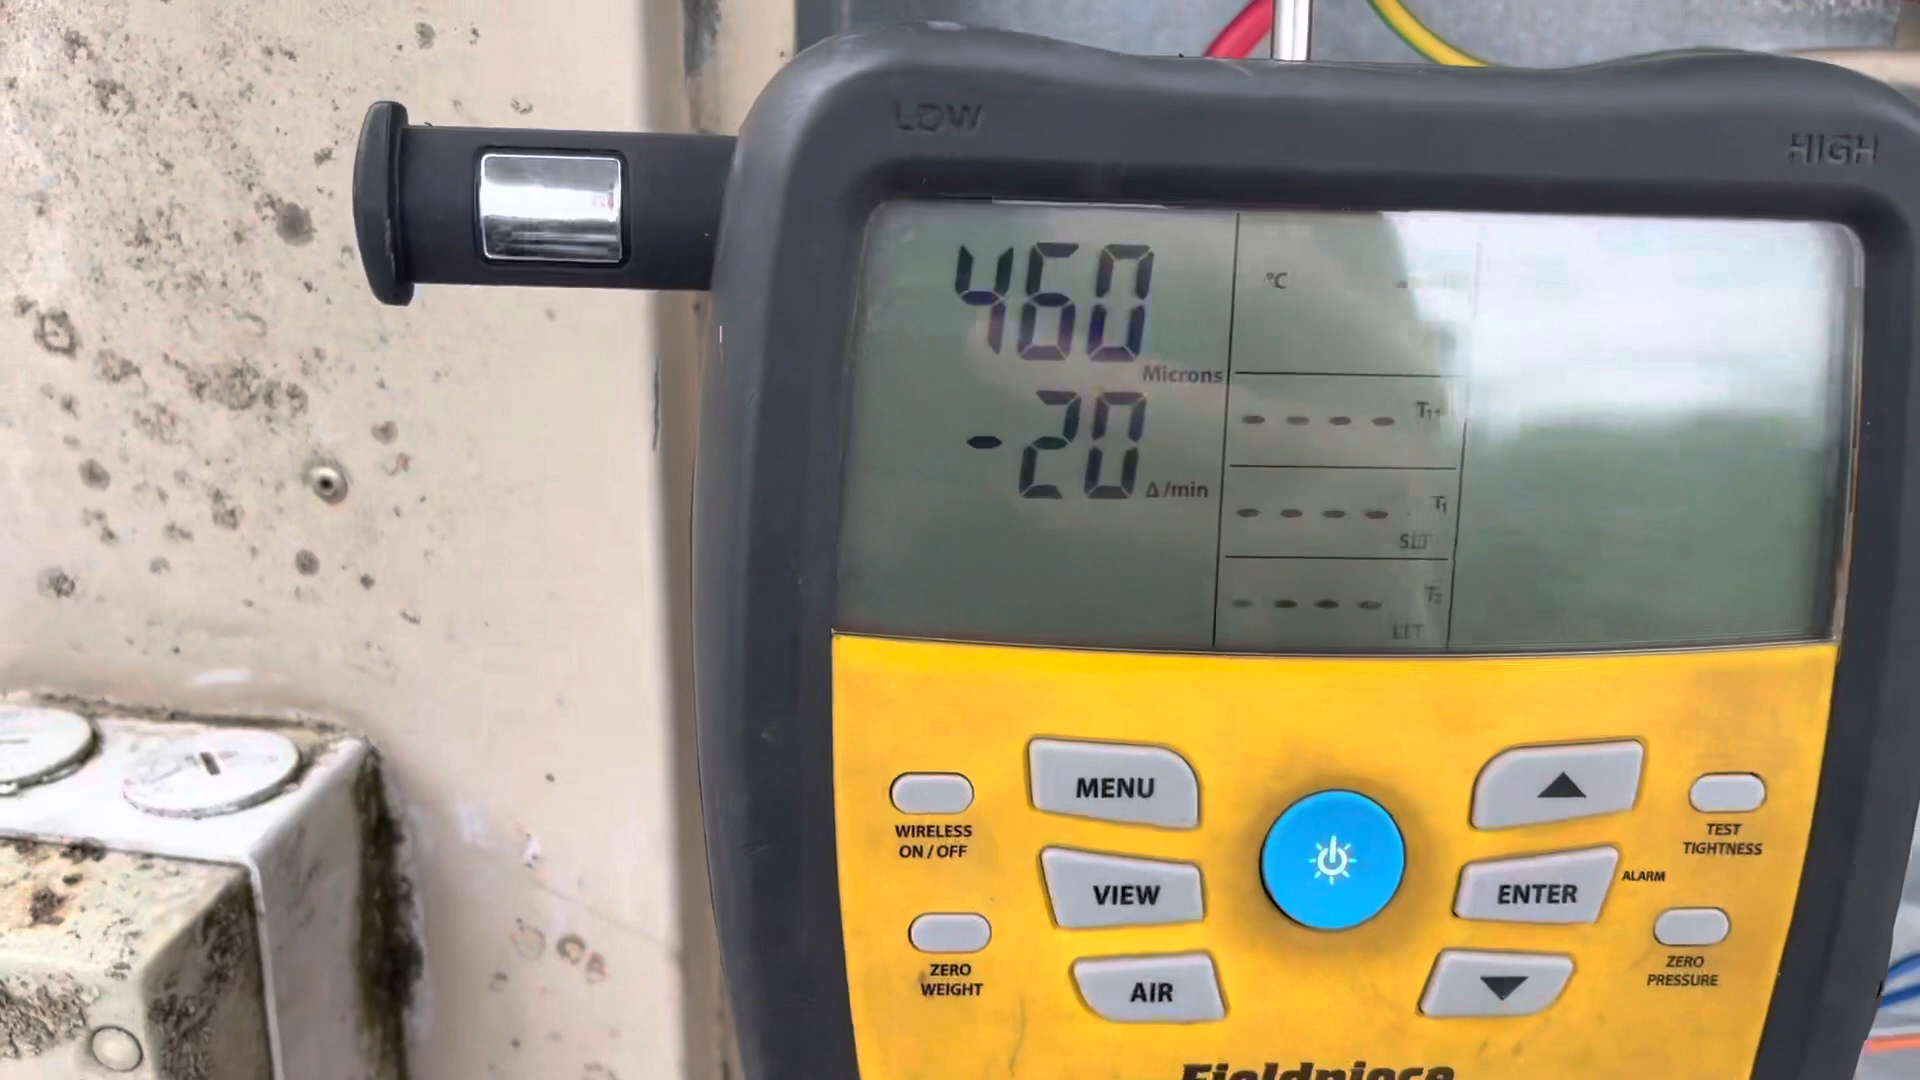 LOW
HIGH
460
Microns
-20
Δ/min
°C
---- T1+
---- T1
SLT
---- T2
LLT
MENU
WIRELESS
ON / OFF
TEST
TIGHTNESS
VIEW
ENTER
ALARM
ZERO
WEIGHT
ZERO
PRESSURE
AIR
Fieldpiece